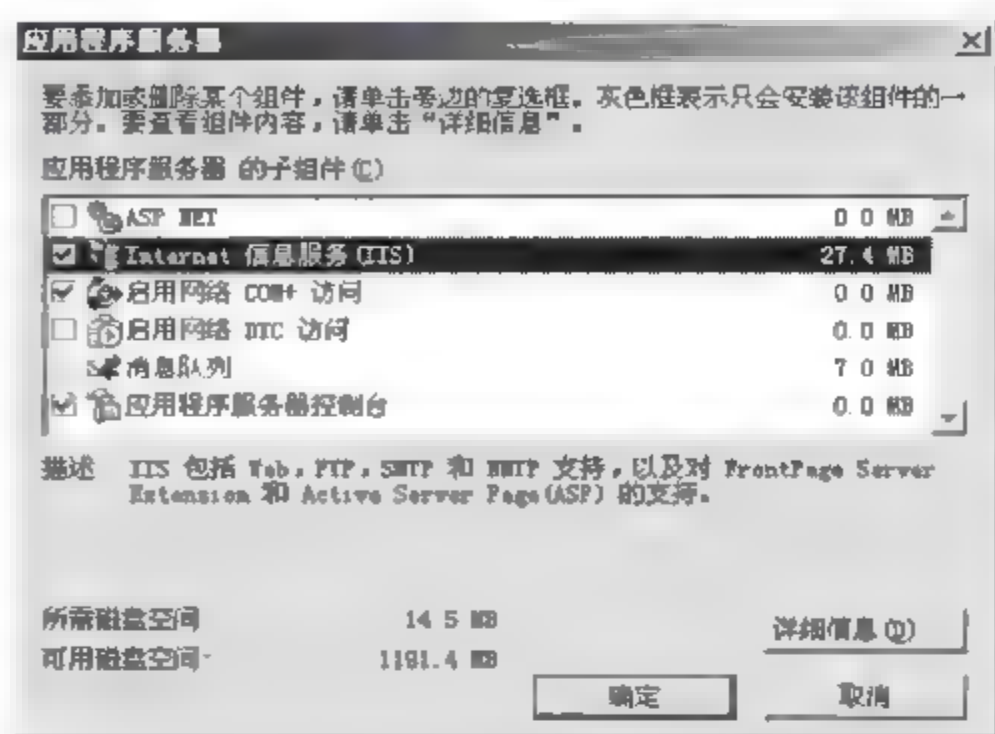 应用程序服务器
要添加或删除某个组件，请单击旁边的复选框。灰色框表示只会安装该组件的一
部分。要查看组件内容，请单击“详细信息”。
应用程序服务器 的子组件(C)
ASP NET 0 0 MB
Internet 信息服务(IIS) 27.4 MB
启用网络 COM+ 访问 0 0 MB
启用网络 DTC 访问 0.0 MB
消息队列 7 0 MB
应用程序服务器控制台 0.0 MB
描述 IIS 包括 Web，FTP，SMTP 和 NNTP 支持，以及对 FrontPage Server
Extension 和 Active Server Page(ASP) 的支持。
所需磁盘空间 14 5 MB
可用磁盘空间 1191.4 MB
详细信息(D)
确定 取消